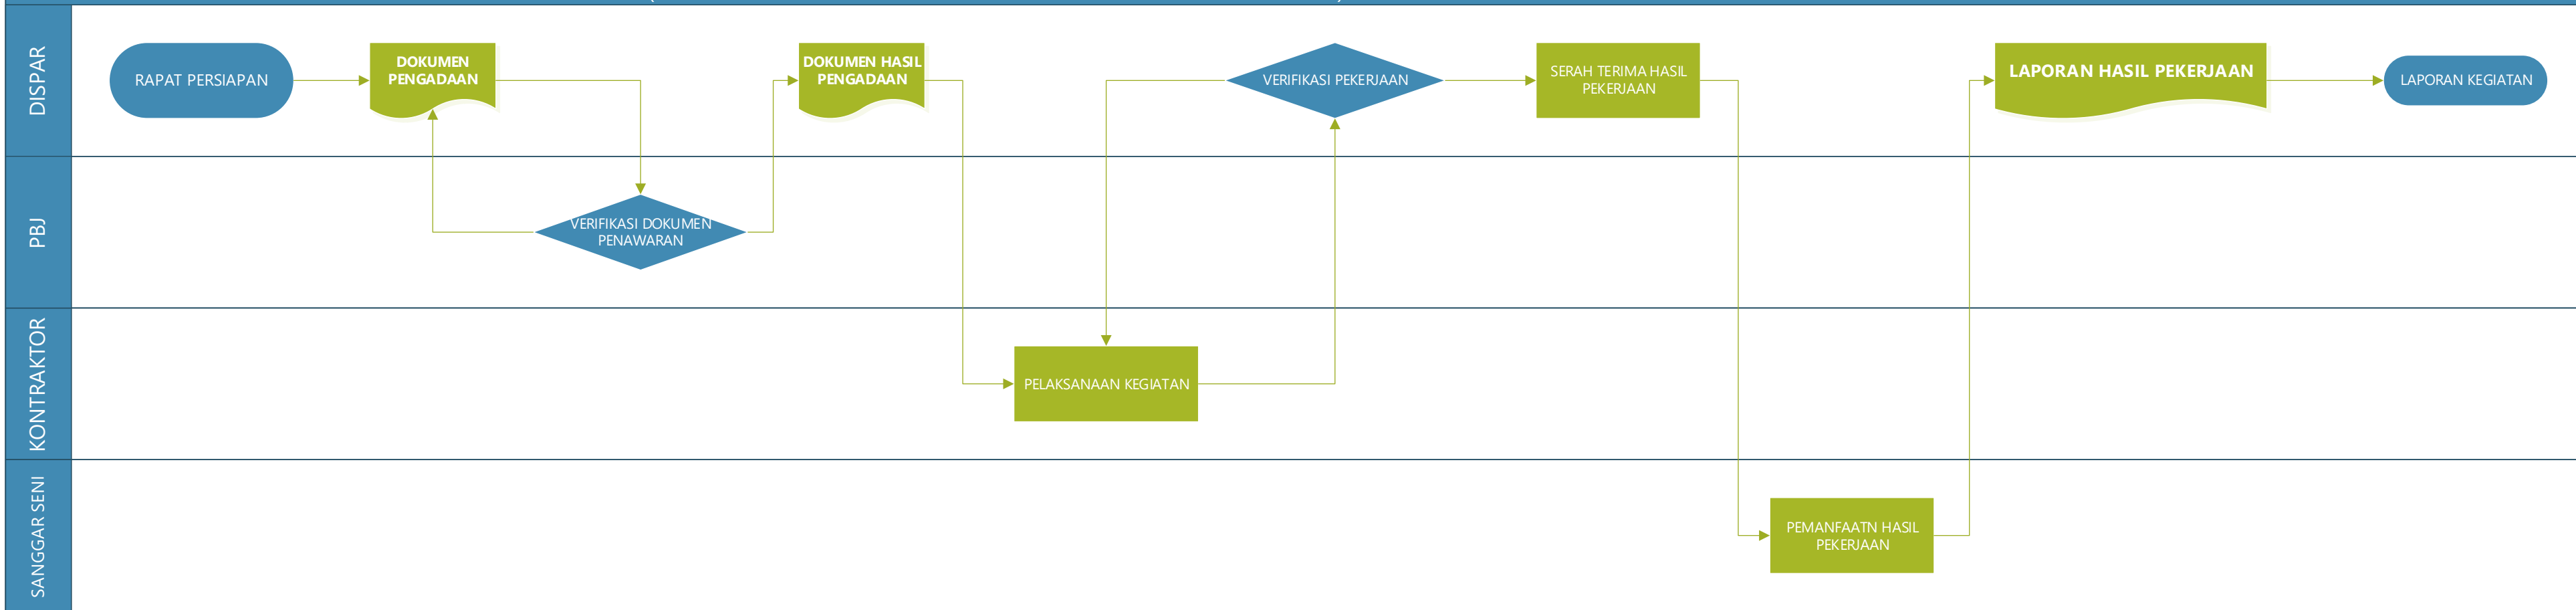 DISPAR
RAPAT PERSIAPAN
DOKUMEN
PENGADAAN
DOKUMEN HASIL
PENGADAAN
VERIFIKASI PEKERJAAN
SERAH TERIMA HASIL
PEKERJAAN
LAPORAN HASIL PEKERJAAN
LAPORAN KEGIATAN
PBJ
VERIFIKASI DOKUMEN
PENAWARAN
KONTRAKTOR
PELAKSANAAN KEGIATAN
SANGGAR SENI
PEMANFAATN HASIL
PEKERJAAN